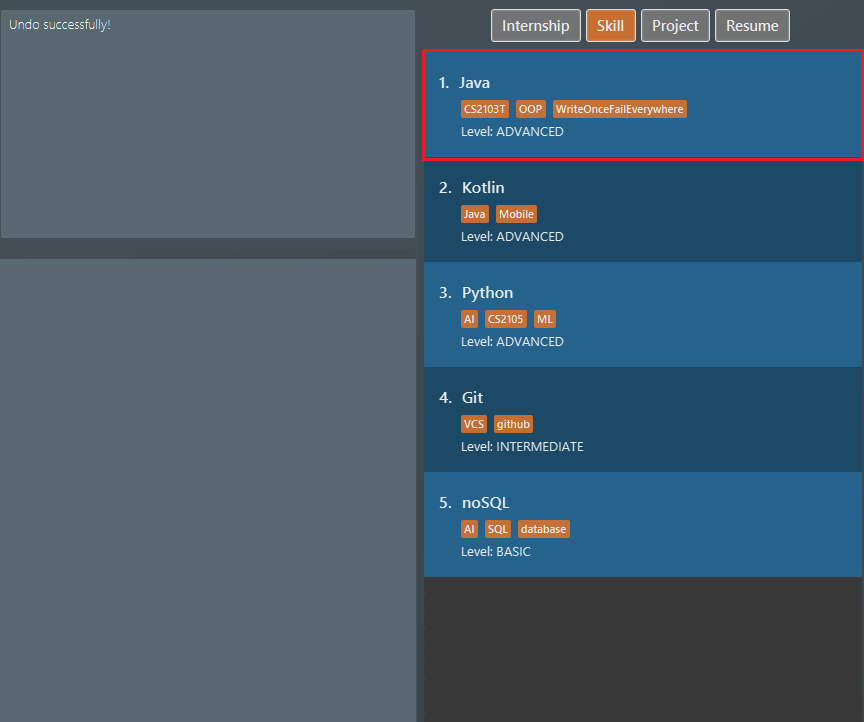 Undo successfully!
Internship Skill Project Resume
1. Java
CS2103T OOP WriteOnceFailEverywhere
Level: ADVANCED
2. Kotlin
Java Mobile
Level: ADVANCED
3. Python
AI CS2105 ML
Level: ADVANCED
4. Git
VCS github
Level: INTERMEDIATE
5. noSQL
AI SQL database
Level: BASIC